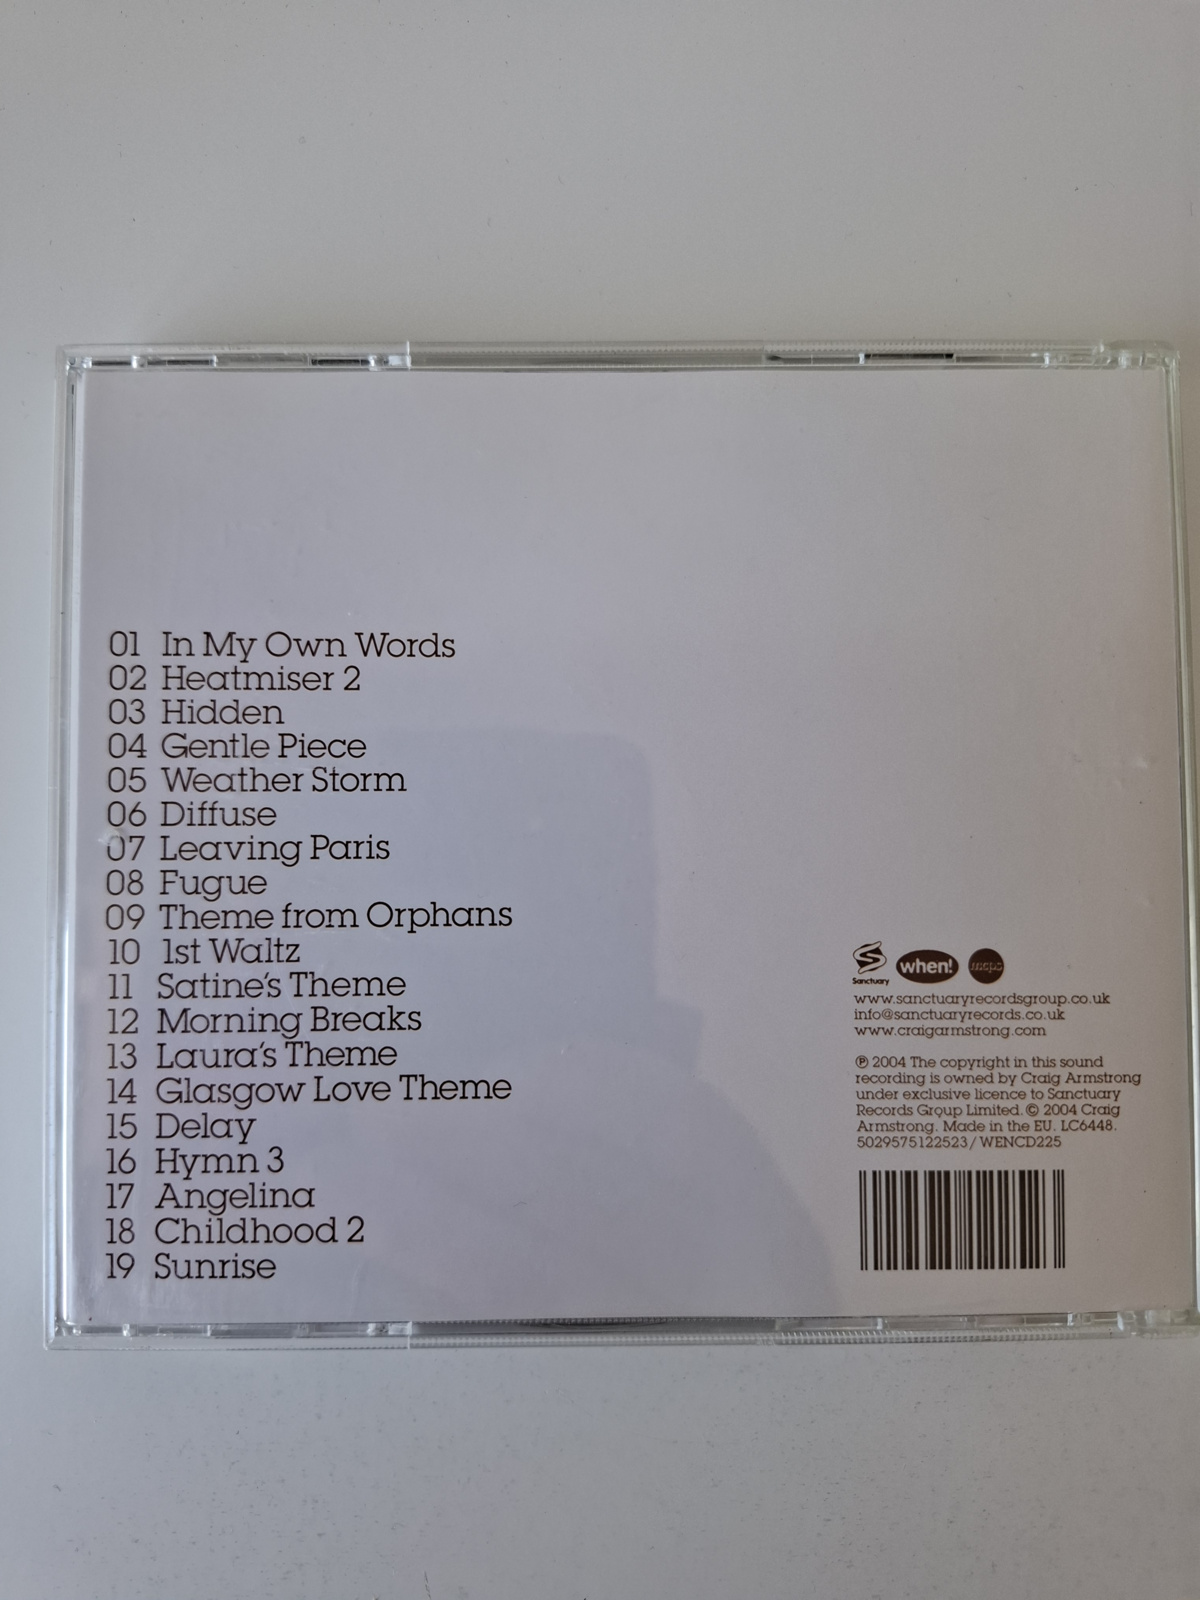 01 In My Own Words
02 Heatmiser 2
03 Hidden
04 Gentle Piece
05 Weather Storm
06 Diffuse
07 Leaving Paris
08 Fugue
09 Theme from Orphans
10 1st Waltz
11 Satine's Theme
12 Morning Breaks
13 Laura's Theme
14 Glasgow Love Theme
15 Delay
16 Hymn 3
17 Angelina
18 Childhood 2
19 Sunrise
Sanctuary when! mcps
www.sanctuaryrecordsgroup.co.uk
info@sanctuaryrecords.co.uk
www.craigarmstrong.com
℗ 2004 The copyright in this sound
recording is owned by Craig Armstrong
under exclusive licence to Sanctuary
Records Group Limited. © 2004 Craig
Armstrong. Made in the EU. LC6448.
5029575122523/WENCD225